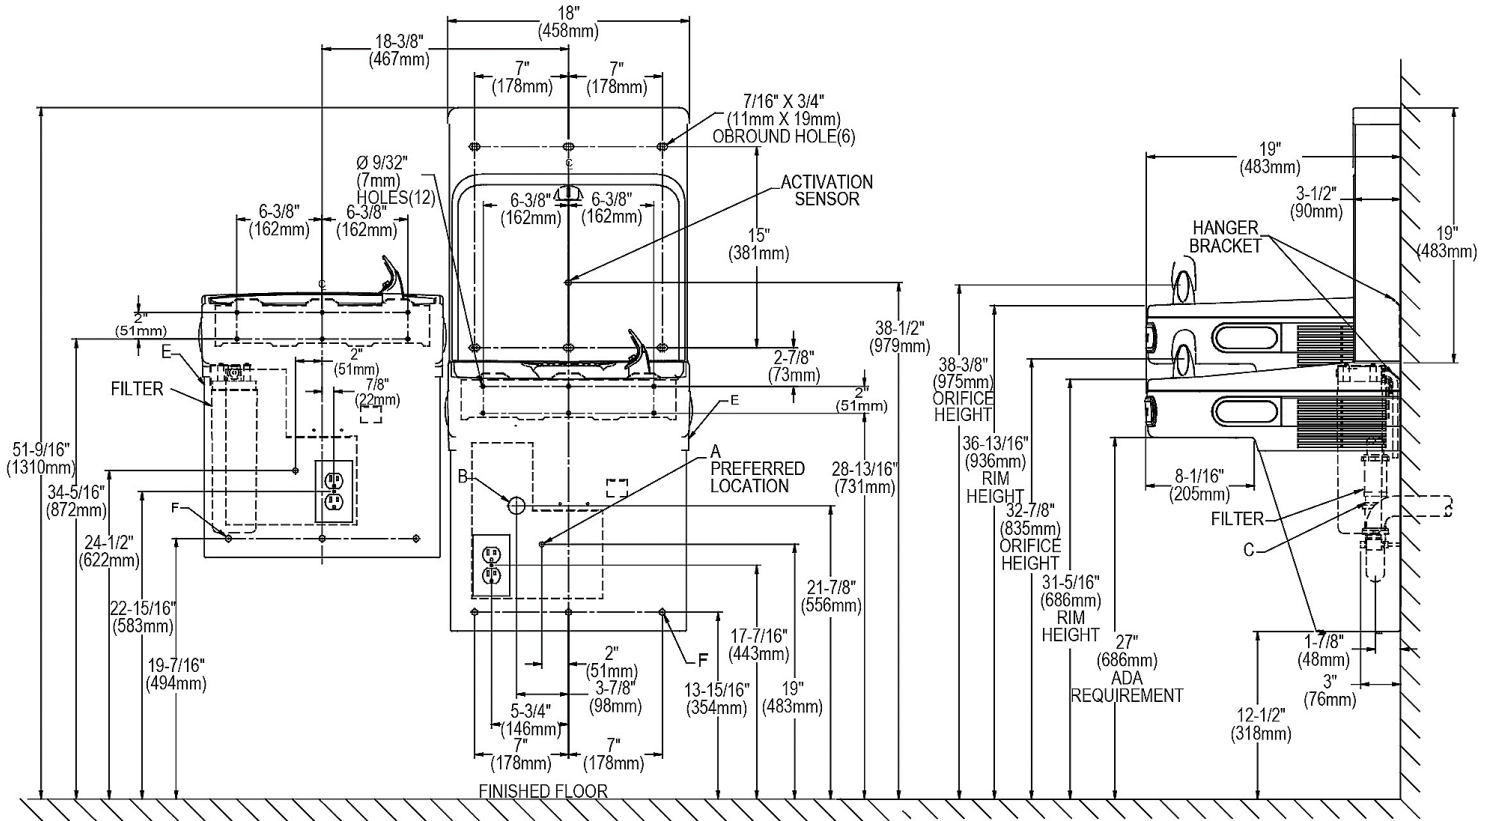 18"
(458mm)
18-3/8"
(467mm)
7"
(178mm)
7"
(178mm)
7/16" X 3/4"
(11mm X 19mm)
OBROUND HOLE(6)
Ø 9/32"
(7mm)
HOLES(12)
ACTIVATION
SENSOR
6-3/8"
(162mm)
6-3/8"
(162mm)
6-3/8"
(162mm)
6-3/8"
(162mm)
15"
(381mm)
2"
(51mm)
E
FILTER
2"
(51mm)
7/8"
(22mm)
2-7/8"
(73mm)
2"
(51mm)
E
38-1/2"
(979mm)
51-9/16"
(1310mm)
34-5/16"
(872mm)
F
24-1/2"
(622mm)
22-15/16"
(583mm)
19-7/16"
(494mm)
B
A
PREFERRED
LOCATION
28-13/16"
(731mm)
21-7/8"
(556mm)
17-7/16"
(443mm)
F
13-15/16"
(354mm)
19"
(483mm)
2"
(51mm)
3-7/8"
(98mm)
5-3/4"
(146mm)
7"
(178mm)
7"
(178mm)
FINISHED FLOOR
19"
(483mm)
3-1/2"
(90mm)
HANGER
BRACKET
19"
(483mm)
38-3/8"
(975mm)
ORIFICE
HEIGHT
36-13/16"
(936mm)
RIM
HEIGHT
32-7/8"
(835mm)
ORIFICE
HEIGHT
31-5/16"
(686mm)
RIM
HEIGHT
27"
(686mm)
ADA
REQUIREMENT
8-1/16"
(205mm)
FILTER
C
1-7/8"
(48mm)
3"
(76mm)
12-1/2"
(318mm)